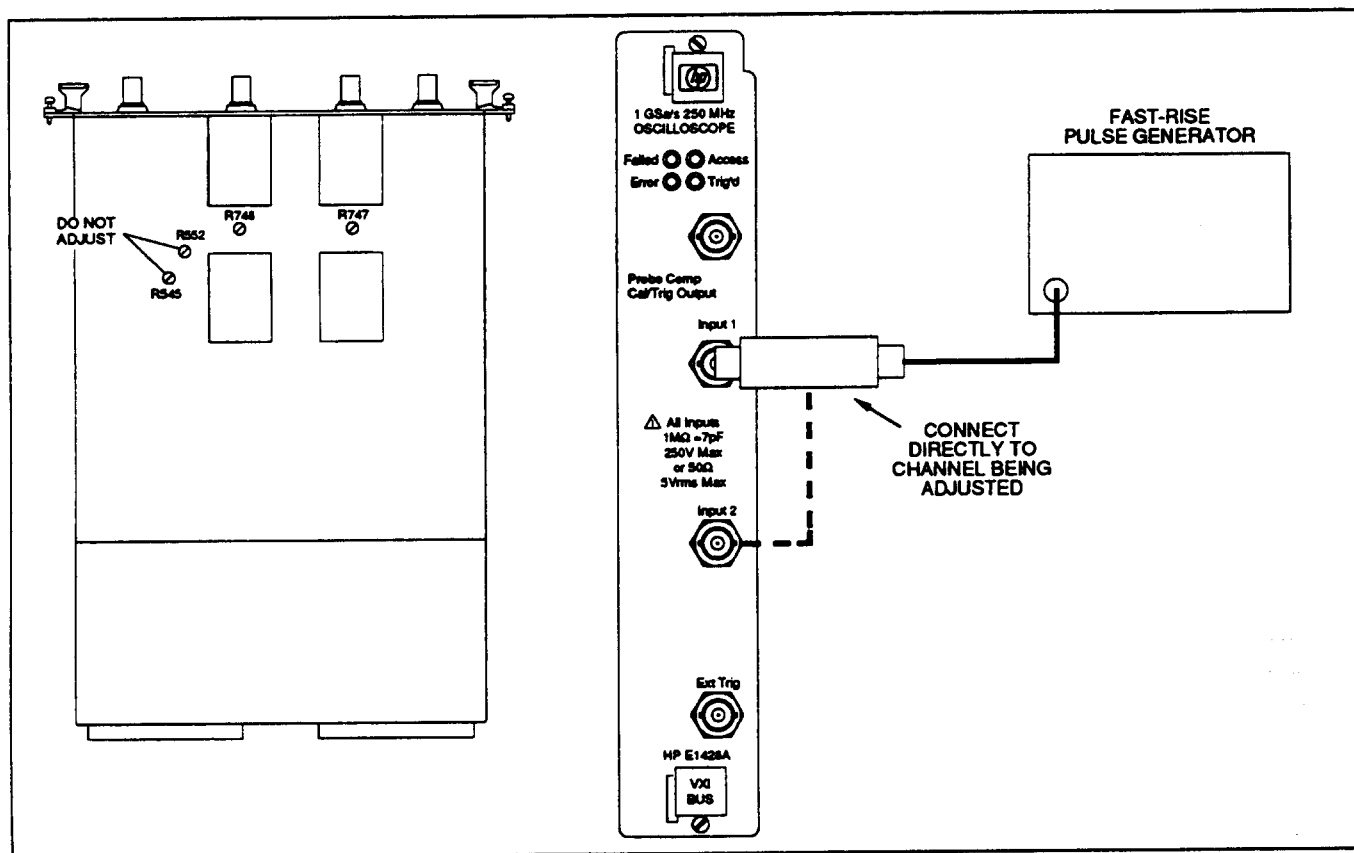 R748
R747
DO NOT
ADJUST
R552
R545
hp
1 GSa/s 250 MHz
OSCILLOSCOPE
Failed
Access
Error
Trig'd
Probe Comp
Cal/Trig Output
Input 1
⚠ All Inputs
1MΩ =7pF
250V Max
or 50Ω
5Vrms Max
Input 2
Ext Trig
HP E1428A
VXI
BUS
FAST-RISE
PULSE GENERATOR
CONNECT
DIRECTLY TO
CHANNEL BEING
ADJUSTED